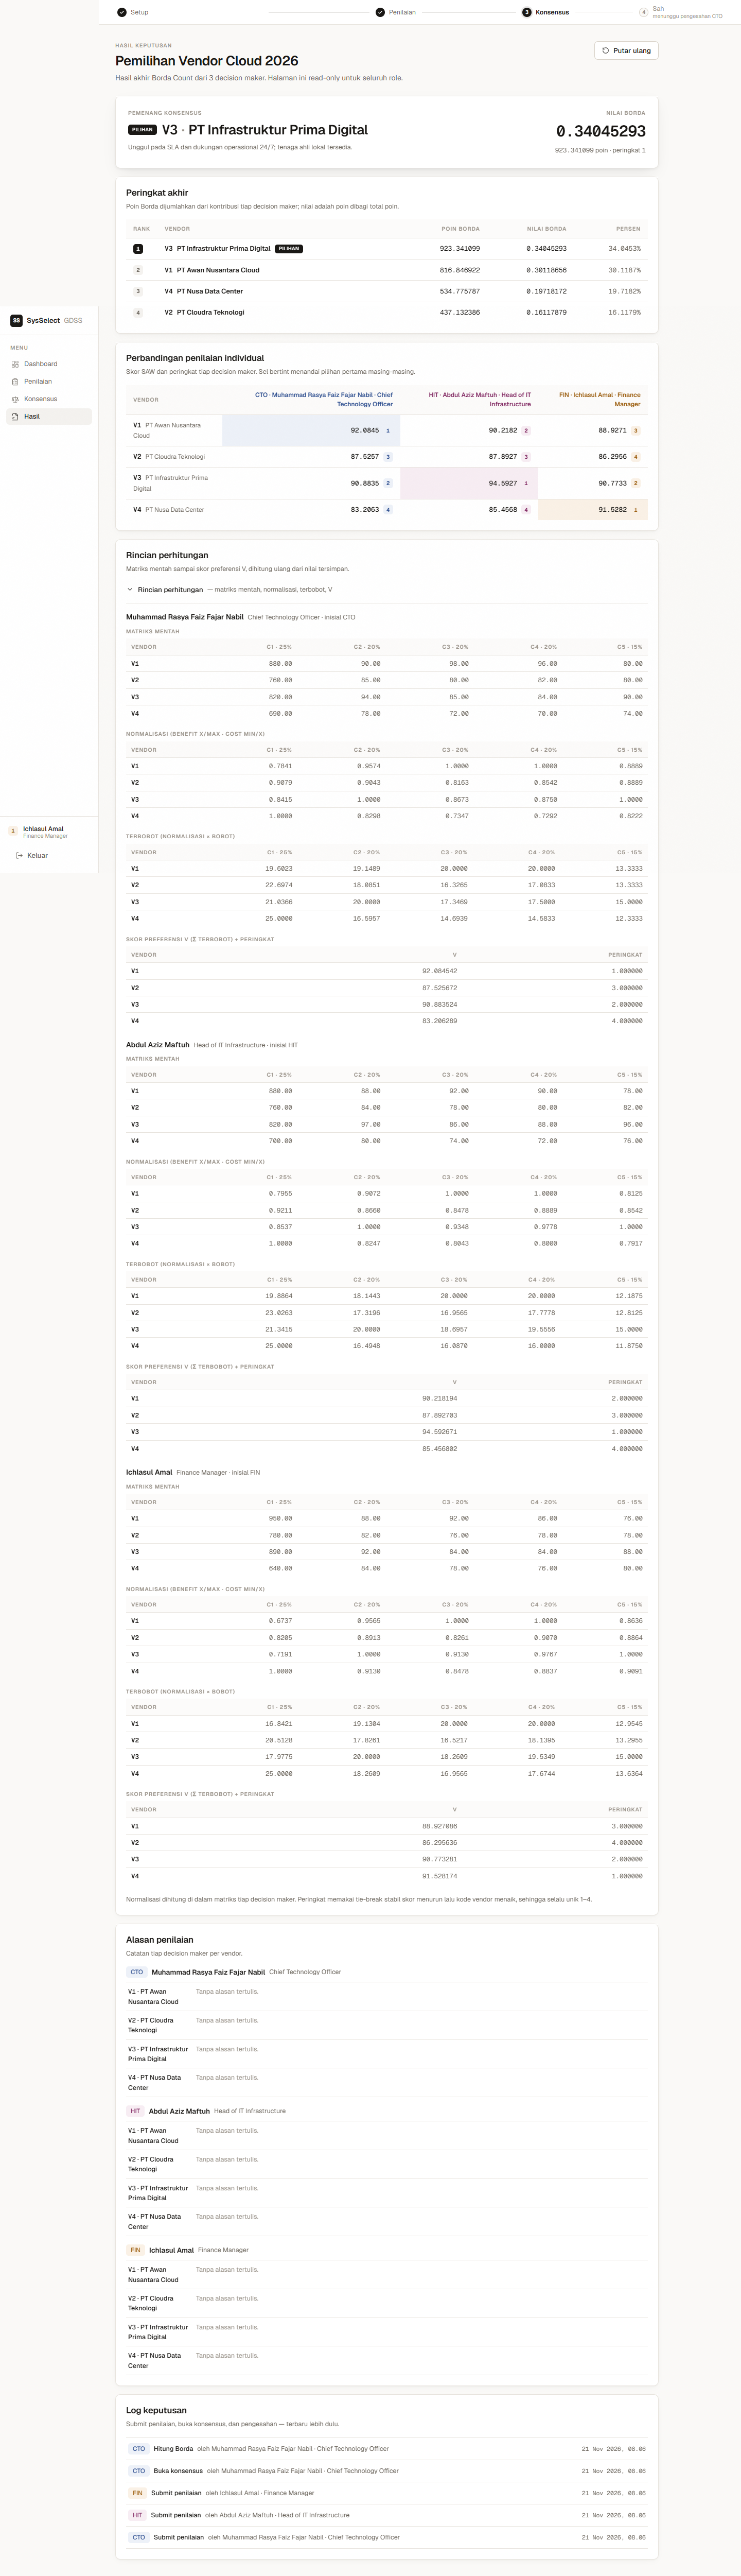 Setup
Penilaian
3 Konsensus
4 Sah
menunggu pengesahan CTO
SS SysSelect GDSS
MENU
Dashboard
Penilaian
Konsensus
Hasil
1 Ichlasul Amal
Finance Manager
Keluar
HASIL KEPUTUSAN
Pemilihan Vendor Cloud 2026
Putar ulang
Hasil akhir Borda Count dari 3 decision maker. Halaman ini read-only untuk seluruh role.
PEMENANG KONSENSUS
NILAI BORDA
PILIHAN V3 · PT Infrastruktur Prima Digital
0.34045293
Unggul pada SLA dan dukungan operasional 24/7; tenaga ahli lokal tersedia.
923.341099 poin · peringkat 1
Peringkat akhir
Poin Borda dijumlahkan dari kontribusi tiap decision maker; nilai adalah poin dibagi total poin.
RANK VENDOR POIN BORDA NILAI BORDA PERSEN
1 V3 PT Infrastruktur Prima Digital PILIHAN 923.341099 0.34045293 34.0453%
2 V1 PT Awan Nusantara Cloud 816.846922 0.30118656 30.1187%
3 V4 PT Nusa Data Center 534.775787 0.19718172 19.7182%
4 V2 PT Cloudra Teknologi 437.132386 0.16117879 16.1179%
Perbandingan penilaian individual
Skor SAW dan peringkat tiap decision maker. Sel bertint menandai pilihan pertama masing-masing.
VENDOR
CTO · Muhammad Rasya Faiz Fajar Nabil · Chief
Technology Officer
HIT · Abdul Aziz Maftuh · Head of IT
Infrastructure
FIN · Ichlasul Amal · Finance
Manager
V1 PT Awan Nusantara
Cloud
92.0845 1 90.2182 2 88.9271 3
V2 PT Cloudra Teknologi 87.5257 3 87.8927 3 86.2956 4
V3 PT Infrastruktur Prima
Digital
90.8835 2 94.5927 1 90.7733 2
V4 PT Nusa Data Center 83.2063 4 85.4568 4 91.5282 1
Rincian perhitungan
Matriks mentah sampai skor preferensi V, dihitung ulang dari nilai tersimpan.
Rincian perhitungan — matriks mentah, normalisasi, terbobot, V
Muhammad Rasya Faiz Fajar Nabil Chief Technology Officer · inisial CTO
MATRIKS MENTAH
VENDOR C1 · 25% C2 · 20% C3 · 20% C4 · 20% C5 · 15%
V1 880.00 90.00 98.00 96.00 80.00
V2 760.00 85.00 80.00 82.00 80.00
V3 820.00 94.00 85.00 84.00 90.00
V4 690.00 78.00 72.00 70.00 74.00
NORMALISASI (BENEFIT X/MAX · COST MIN/X)
VENDOR C1 · 25% C2 · 20% C3 · 20% C4 · 20% C5 · 15%
V1 0.7841 0.9574 1.0000 1.0000 0.8889
V2 0.9079 0.9043 0.8163 0.8542 0.8889
V3 0.8415 1.0000 0.8673 0.8750 1.0000
V4 1.0000 0.8298 0.7347 0.7292 0.8222
TERBOBOT (NORMALISASI × BOBOT)
VENDOR C1 · 25% C2 · 20% C3 · 20% C4 · 20% C5 · 15%
V1 19.6023 19.1489 20.0000 20.0000 13.3333
V2 22.6974 18.0851 16.3265 17.0833 13.3333
V3 21.0366 20.0000 17.3469 17.5000 15.0000
V4 25.0000 16.5957 14.6939 14.5833 12.3333
SKOR PREFERENSI V (Σ TERBOBOT) + PERINGKAT
VENDOR V PERINGKAT
V1 92.084542 1.000000
V2 87.525672 3.000000
V3 90.883524 2.000000
V4 83.206289 4.000000
Abdul Aziz Maftuh Head of IT Infrastructure · inisial HIT
MATRIKS MENTAH
VENDOR C1 · 25% C2 · 20% C3 · 20% C4 · 20% C5 · 15%
V1 880.00 88.00 92.00 90.00 78.00
V2 760.00 84.00 78.00 80.00 82.00
V3 820.00 97.00 86.00 88.00 96.00
V4 700.00 80.00 74.00 72.00 76.00
NORMALISASI (BENEFIT X/MAX · COST MIN/X)
VENDOR C1 · 25% C2 · 20% C3 · 20% C4 · 20% C5 · 15%
V1 0.7955 0.9072 1.0000 1.0000 0.8125
V2 0.9211 0.8660 0.8478 0.8889 0.8542
V3 0.8537 1.0000 0.9348 0.9778 1.0000
V4 1.0000 0.8247 0.8043 0.8000 0.7917
TERBOBOT (NORMALISASI × BOBOT)
VENDOR C1 · 25% C2 · 20% C3 · 20% C4 · 20% C5 · 15%
V1 19.8864 18.1443 20.0000 20.0000 12.1875
V2 23.0263 17.3196 16.9565 17.7778 12.8125
V3 21.3415 20.0000 18.6957 19.5556 15.0000
V4 25.0000 16.4948 16.0870 16.0000 11.8750
SKOR PREFERENSI V (Σ TERBOBOT) + PERINGKAT
VENDOR V PERINGKAT
V1 90.218194 2.000000
V2 87.892703 3.000000
V3 94.592671 1.000000
V4 85.456802 4.000000
Ichlasul Amal Finance Manager · inisial FIN
MATRIKS MENTAH
VENDOR C1 · 25% C2 · 20% C3 · 20% C4 · 20% C5 · 15%
V1 950.00 88.00 92.00 86.00 76.00
V2 780.00 82.00 76.00 78.00 78.00
V3 890.00 92.00 84.00 84.00 88.00
V4 640.00 84.00 78.00 76.00 80.00
NORMALISASI (BENEFIT X/MAX · COST MIN/X)
VENDOR C1 · 25% C2 · 20% C3 · 20% C4 · 20% C5 · 15%
V1 0.6737 0.9565 1.0000 1.0000 0.8636
V2 0.8205 0.8913 0.8261 0.9070 0.8864
V3 0.7191 1.0000 0.9130 0.9767 1.0000
V4 1.0000 0.9130 0.8478 0.8837 0.9091
TERBOBOT (NORMALISASI × BOBOT)
VENDOR C1 · 25% C2 · 20% C3 · 20% C4 · 20% C5 · 15%
V1 16.8421 19.1304 20.0000 20.0000 12.9545
V2 20.5128 17.8261 16.5217 18.1395 13.2955
V3 17.9775 20.0000 18.2609 19.5349 15.0000
V4 25.0000 18.2609 16.9565 17.6744 13.6364
SKOR PREFERENSI V (Σ TERBOBOT) + PERINGKAT
VENDOR V PERINGKAT
V1 88.927086 3.000000
V2 86.295636 4.000000
V3 90.773281 2.000000
V4 91.528174 1.000000
Normalisasi dihitung di dalam matriks tiap decision maker. Peringkat memakai tie-break stabil skor menurun lalu kode vendor menaik, sehingga selalu unik 1–4.
Alasan penilaian
Catatan tiap decision maker per vendor.
CTO Muhammad Rasya Faiz Fajar Nabil Chief Technology Officer
V1 · PT Awan Tanpa alasan tertulis.
Nusantara Cloud
V2 · PT Cloudra Tanpa alasan tertulis.
Teknologi
V3 · PT Infrastruktur Tanpa alasan tertulis.
Prima Digital
V4 · PT Nusa Data Tanpa alasan tertulis.
Center
HIT Abdul Aziz Maftuh Head of IT Infrastructure
V1 · PT Awan Tanpa alasan tertulis.
Nusantara Cloud
V2 · PT Cloudra Tanpa alasan tertulis.
Teknologi
V3 · PT Infrastruktur Tanpa alasan tertulis.
Prima Digital
V4 · PT Nusa Data Tanpa alasan tertulis.
Center
FIN Ichlasul Amal Finance Manager
V1 · PT Awan Tanpa alasan tertulis.
Nusantara Cloud
V2 · PT Cloudra Tanpa alasan tertulis.
Teknologi
V3 · PT Infrastruktur Tanpa alasan tertulis.
Prima Digital
V4 · PT Nusa Data Tanpa alasan tertulis.
Center
Log keputusan
Submit penilaian, buka konsensus, dan pengesahan — terbaru lebih dulu.
CTO Hitung Borda oleh Muhammad Rasya Faiz Fajar Nabil · Chief Technology Officer 21 Nov 2026, 08.06
CTO Buka konsensus oleh Muhammad Rasya Faiz Fajar Nabil · Chief Technology Officer 21 Nov 2026, 08.06
FIN Submit penilaian oleh Ichlasul Amal · Finance Manager 21 Nov 2026, 08.06
HIT Submit penilaian oleh Abdul Aziz Maftuh · Head of IT Infrastructure 21 Nov 2026, 08.06
CTO Submit penilaian oleh Muhammad Rasya Faiz Fajar Nabil · Chief Technology Officer 21 Nov 2026, 08.06